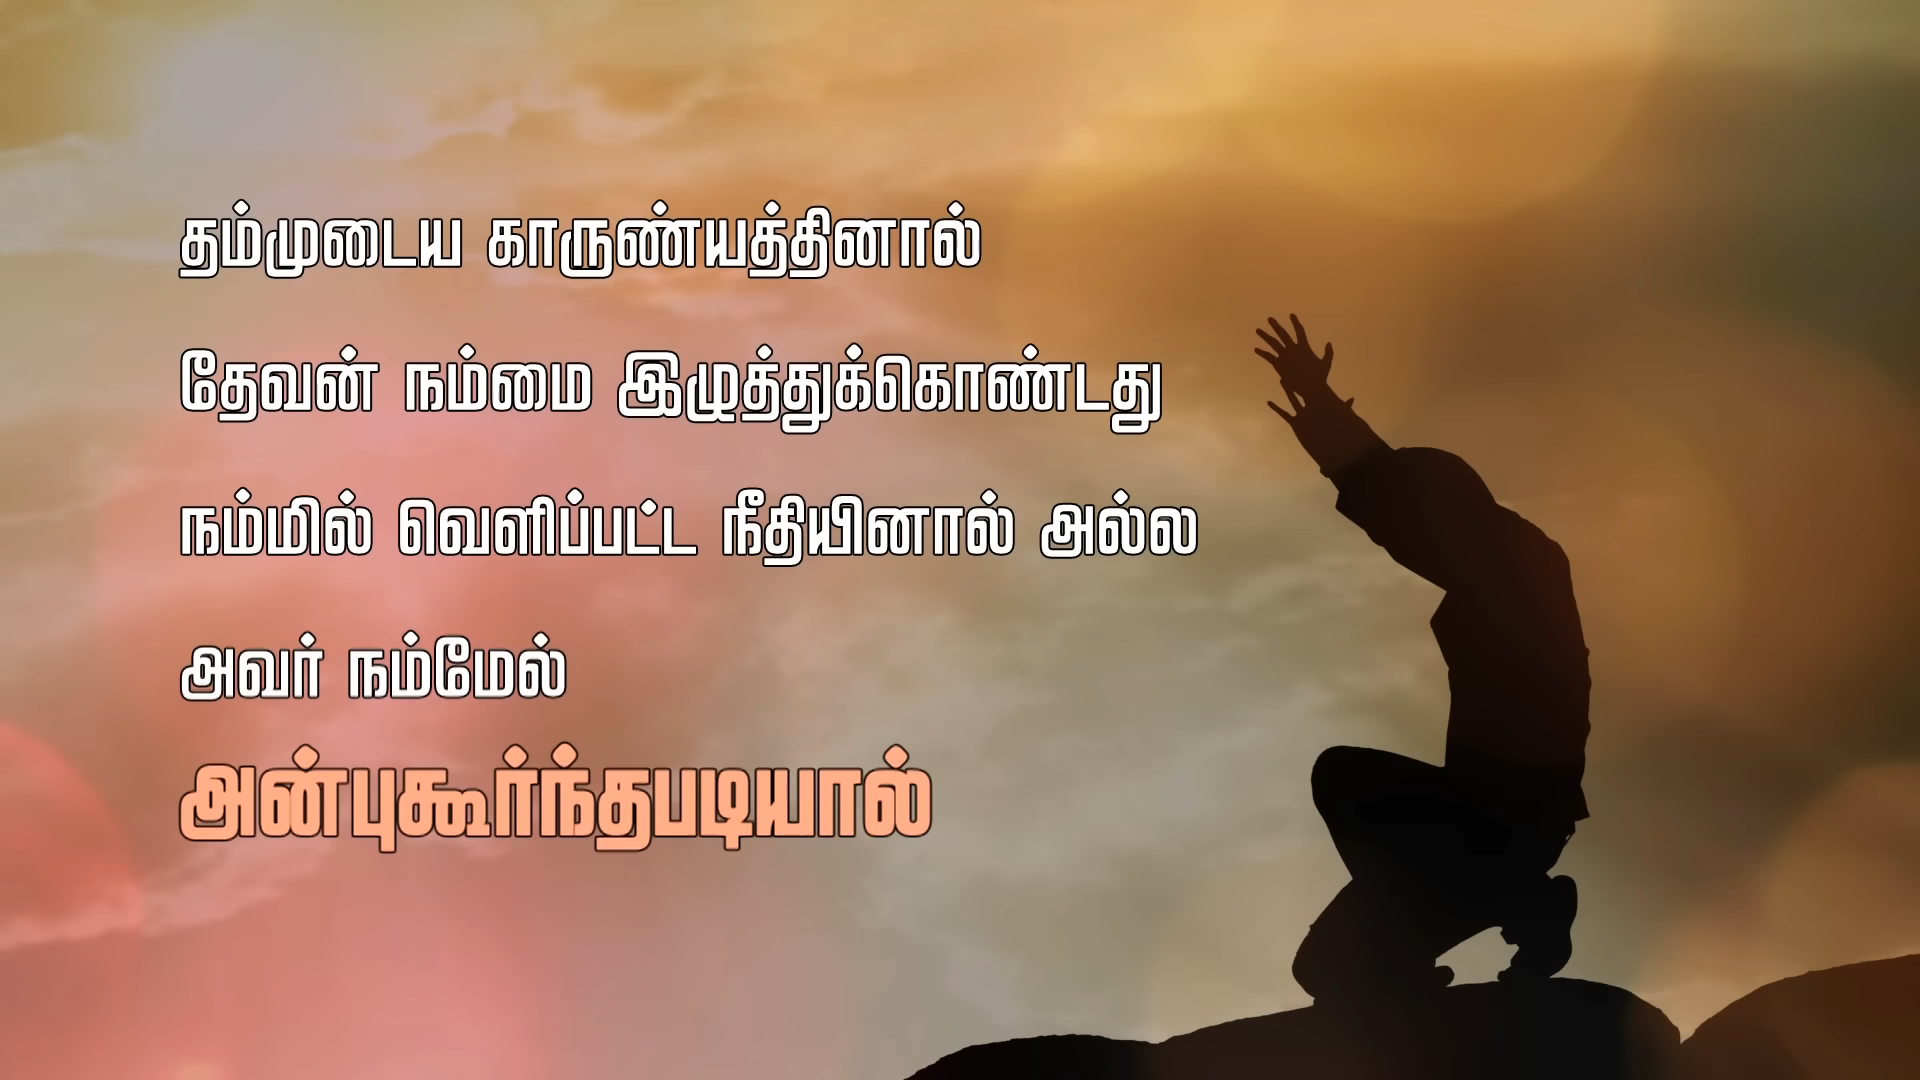 தம்முடைய காருண்யத்தினால்
தேவன் நம்மை இழுத்துக்கொண்டது
நம்மில் வெளிப்பட்ட நீதியினால் அல்ல
அவர் நம்மேல்
அன்புகூர்ந்தபடியால்